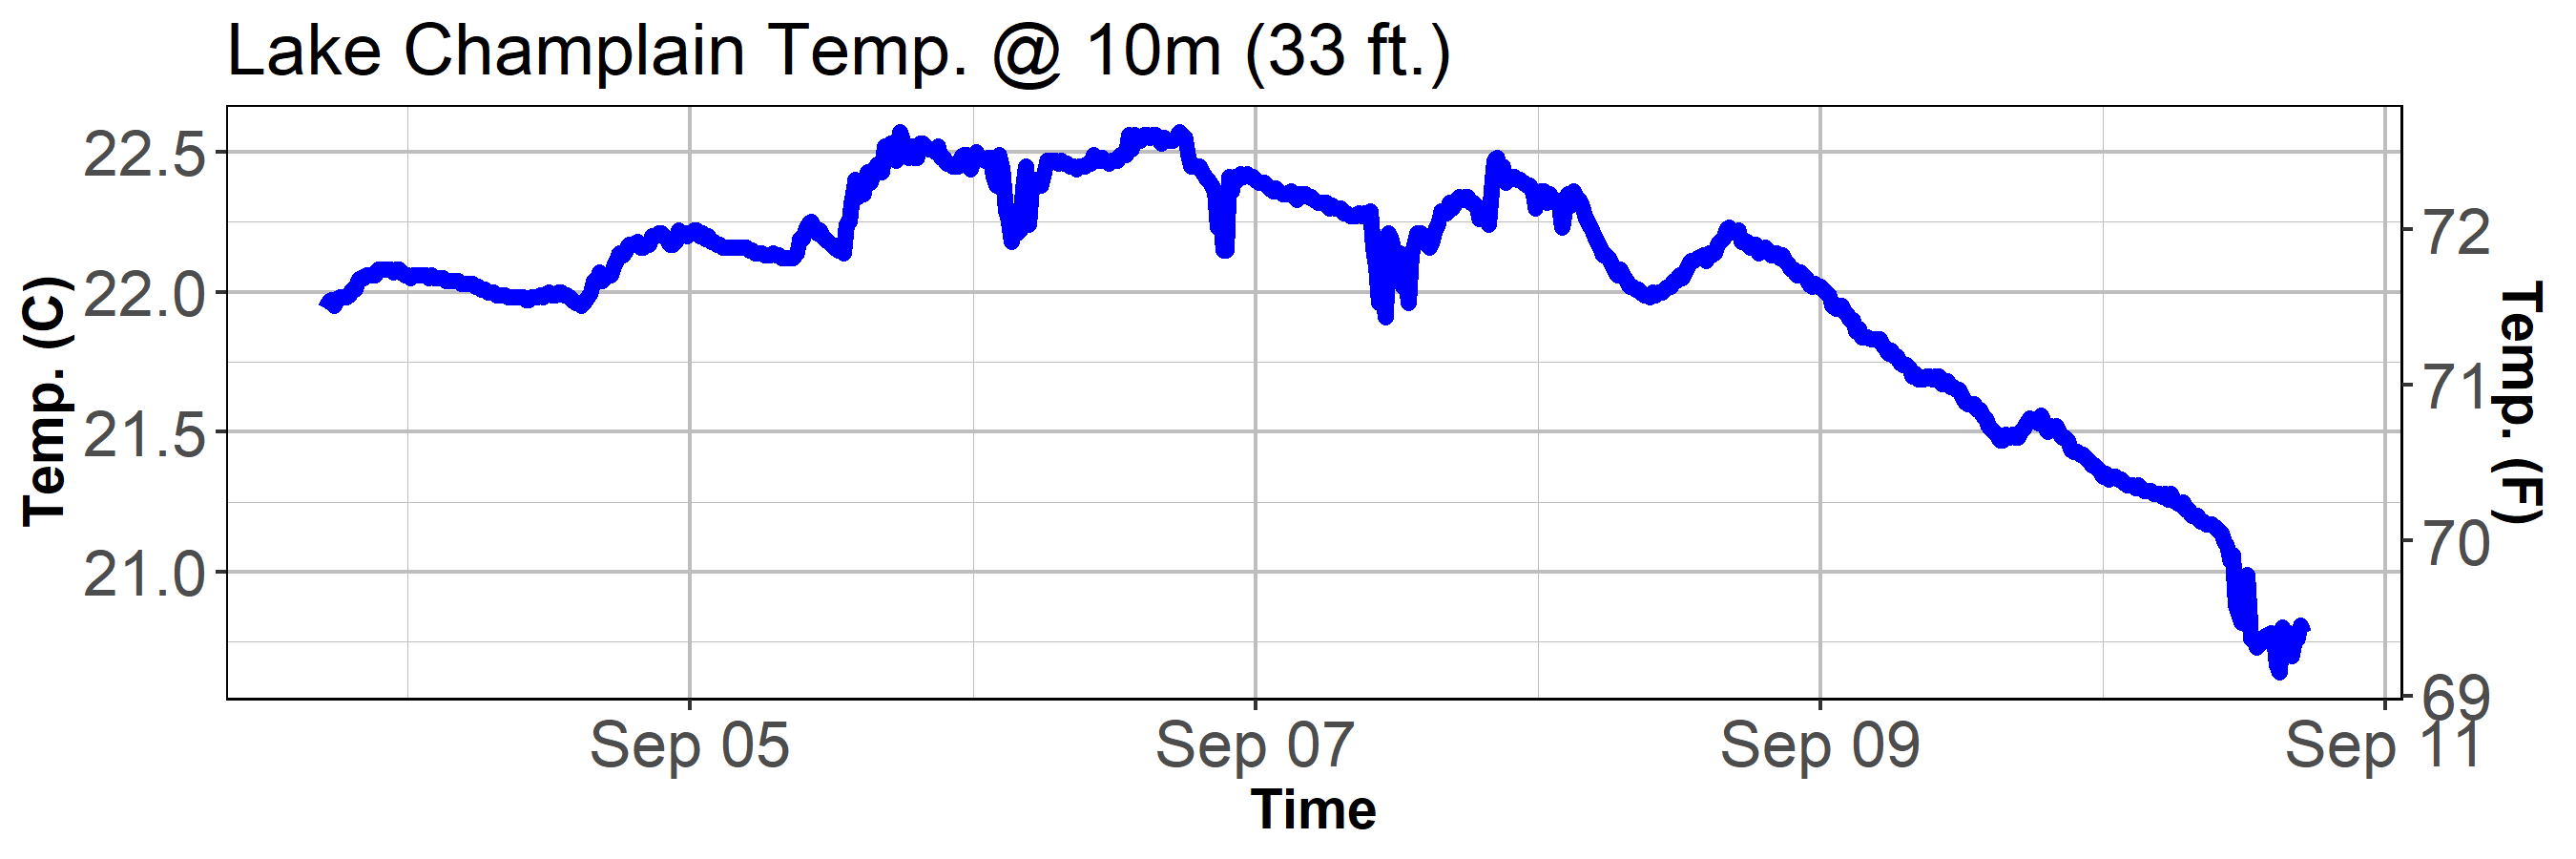 Lake Champlain Temp. @ 10m (33 ft.)
Temp. (C)
22.5
22.0
21.5
21.0
72
71
70
69
Temp. (F)
Sep 05 Sep 07 Sep 09 Sep 11
Time